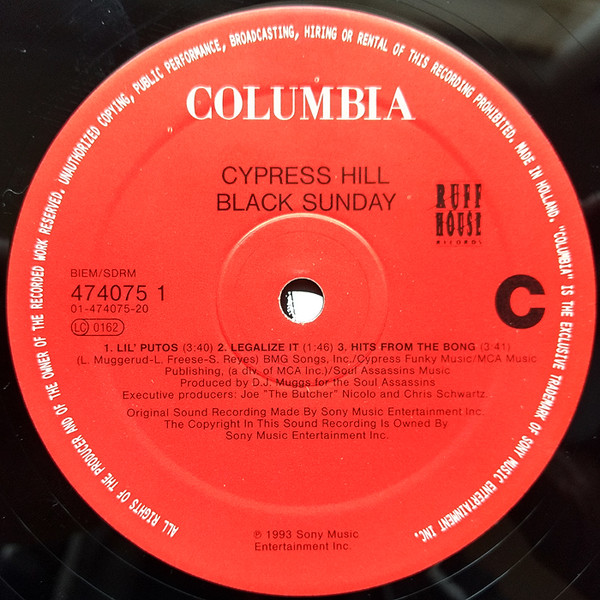 ALL RIGHTS OF THE PRODUCER AND OF THE OWNER OF THE RECORDED WORK RESERVED. UNAUTHORIZED COPYING, PUBLIC PERFORMANCE, BROADCASTING, HIRING OR RENTAL OF THIS RECORDING PROHIBITED. MADE IN HOLLAND. "COLUMBIA" IS THE EXCLUSIVE TRADEMARK OF SONY MUSIC ENTERTAINMENT INC.
COLUMBIA
CYPRESS HILL
BLACK SUNDAY
RUFF
HOUSE
RECORDS
BIEM/SDRM
474075 1
01-474075-20
LC 0162
C
1. LIL' PUTOS (3:40) 2. LEGALIZE IT (1:46) 3. HITS FROM THE BONG (3:41)
(L. Muggerud-L. Freese-S. Reyes) BMG Songs, Inc./Cypress Funky Music/MCA Music
Publishing, (a div. of MCA Inc.)/Soul Assassins Music
Produced by D.J. Muggs for the Soul Assassins
Executive producers: Joe "The Butcher" Nicolo and Chris Schwartz.
Original Sound Recording Made By Sony Music Entertainment Inc.
The Copyright In This Sound Recording Is Owned By
Sony Music Entertainment Inc.
℗ 1993 Sony Music
Entertainment Inc.